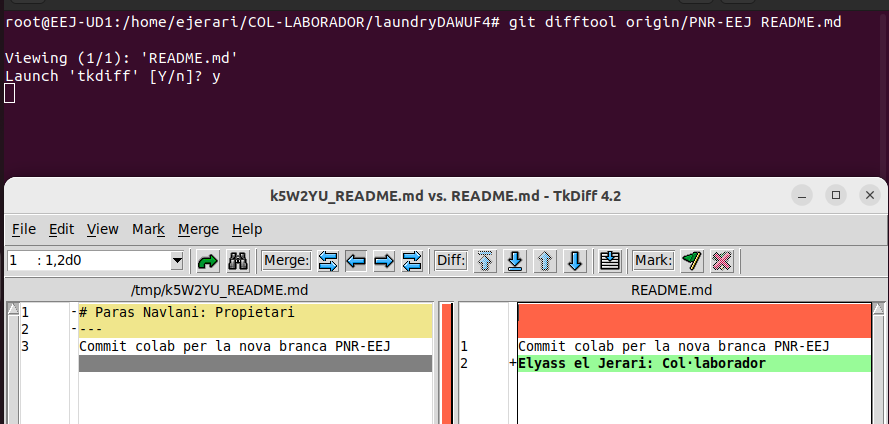 root@EEJ-UD1:/home/ejerari/COL-LABORADOR/laundryDAWUF4# git difftool origin/PNR-EEJ README.md
Viewing (1/1): 'README.md'
Launch 'tkdiff' [Y/n]? y
k5W2YU_README.md vs. README.md - TkDiff 4.2
File Edit View Mark Merge Help
1 : 1,2d0 Merge: Diff: Mark:
/tmp/k5W2YU_README.md README.md
1 -# Paras Navlani: Propietari
2 ----
3 Commit colab per la nova branca PNR-EEJ 1 Commit colab per la nova branca PNR-EEJ
2 +Elyass el Jerari: Col·laborador